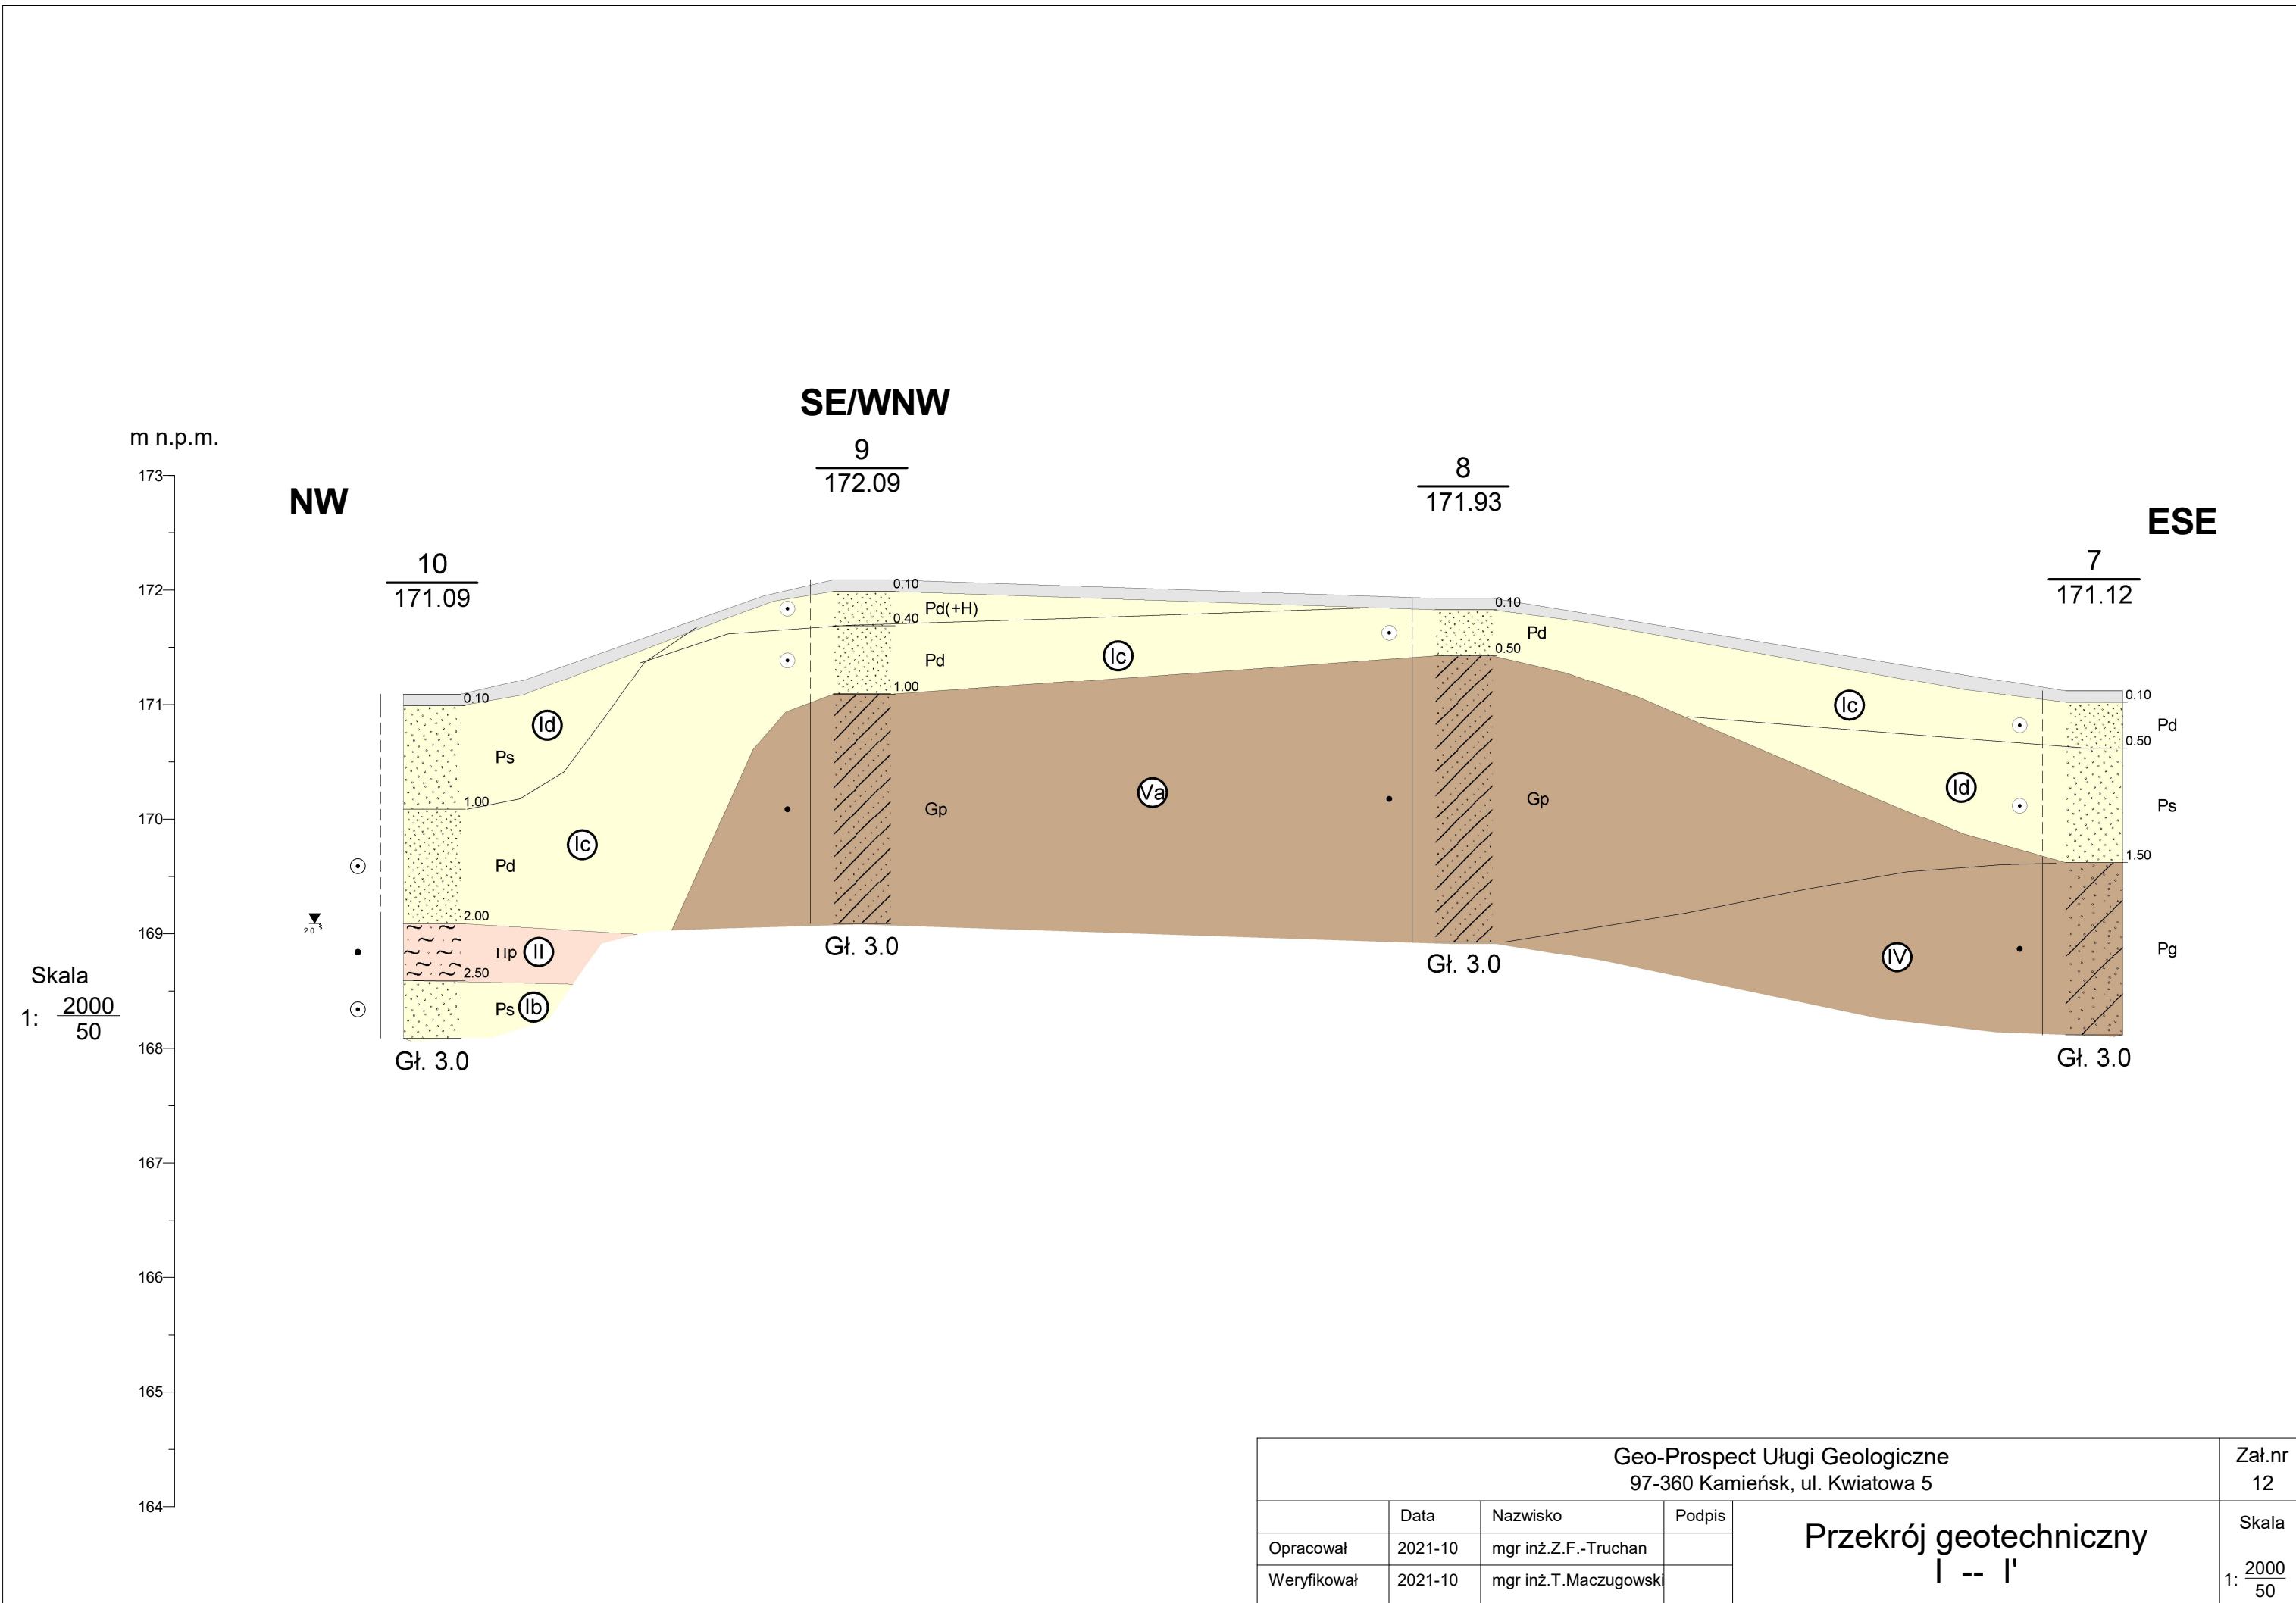 SE/WNW
m n.p.m.
9
172.09
8
171.93
173
NW
ESE
10
171.09
7
171.12
172
0.10
Pd(+H)
0.40
Pd
1.00
Ic
0.10
Pd
0.50
171
0.10
Id
Ps
1.00
Ic
0.10
Pd
0.50
Id
Ps
1.50
170
Ic
Pd
2.00
Gp
Va
Gp
169
2.0
Πp
II
2.50
Ps
Ib
Gł. 3.0
Gł. 3.0
IV
Pg
168
Gł. 3.0
Gł. 3.0
Skala
1: 2000
50
167
166
165
164
Geo-Prospect Uługi Geologiczne
97-360 Kamieńsk, ul. Kwiatowa 5
Zał.nr
12
Data Nazwisko Podpis
Opracował 2021-10 mgr inż.Z.F.-Truchan
Weryfikował 2021-10 mgr inż.T.Maczugowski
Przekrój geotechniczny
I -- I'
Skala
1: 2000
50